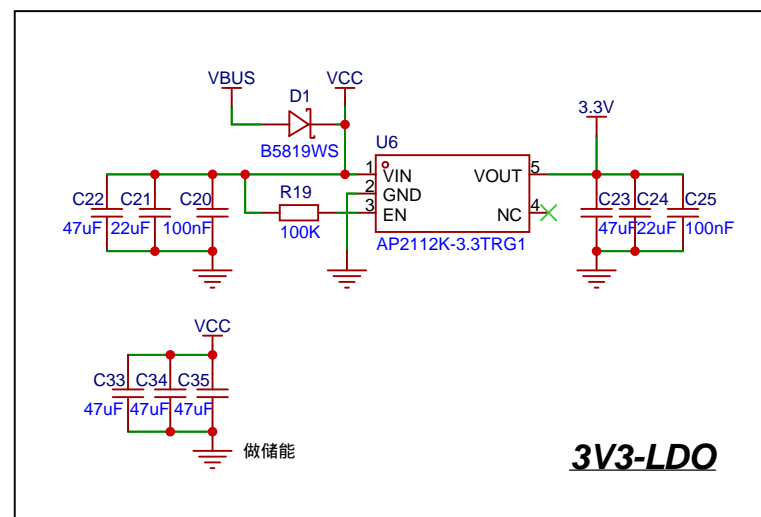 VBUS
VCC
D1
B5819WS
3.3V
U6
1
VIN
VOUT
5
2
GND
3
EN
NC
4
AP2112K-3.3TRG1
C22
47uF
C21
22uF
C20
100nF
R19
100K
C23
47uF
C24
22uF
C25
100nF
VCC
C33
47uF
C34
47uF
C35
47uF
做储能
3V3-LDO